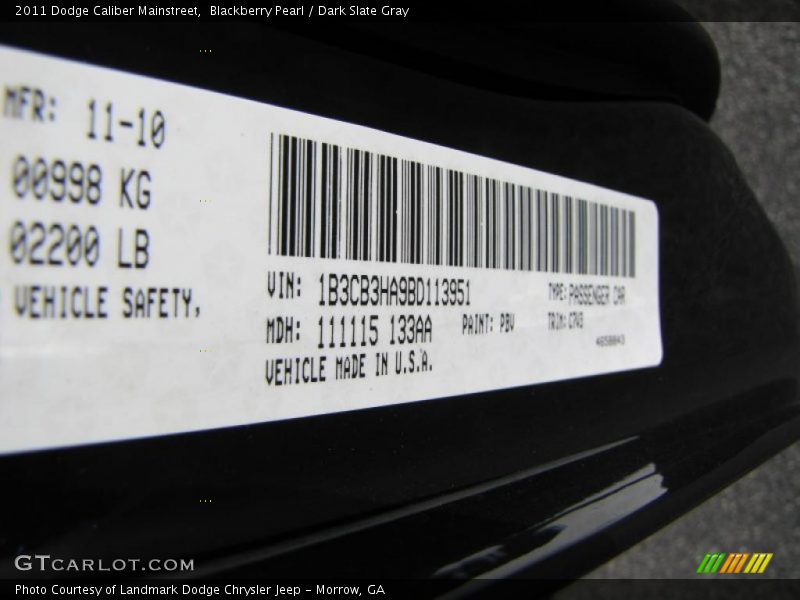 2011 Dodge Caliber Mainstreet, Blackberry Pearl / Dark Slate Gray
MFR: 11-10
00998 KG
02200 LB
VEHICLE SAFETY,
VIN: 1B3CB3HA9BD113951
TYPE: PASSENGER CAR
MDH: 111115 133AA
PAINT: PBV
TRIM: C7K8
VEHICLE MADE IN U.S.A.
GTCARLOT.COM
Photo Courtesy of Landmark Dodge Chrysler Jeep - Morrow, GA